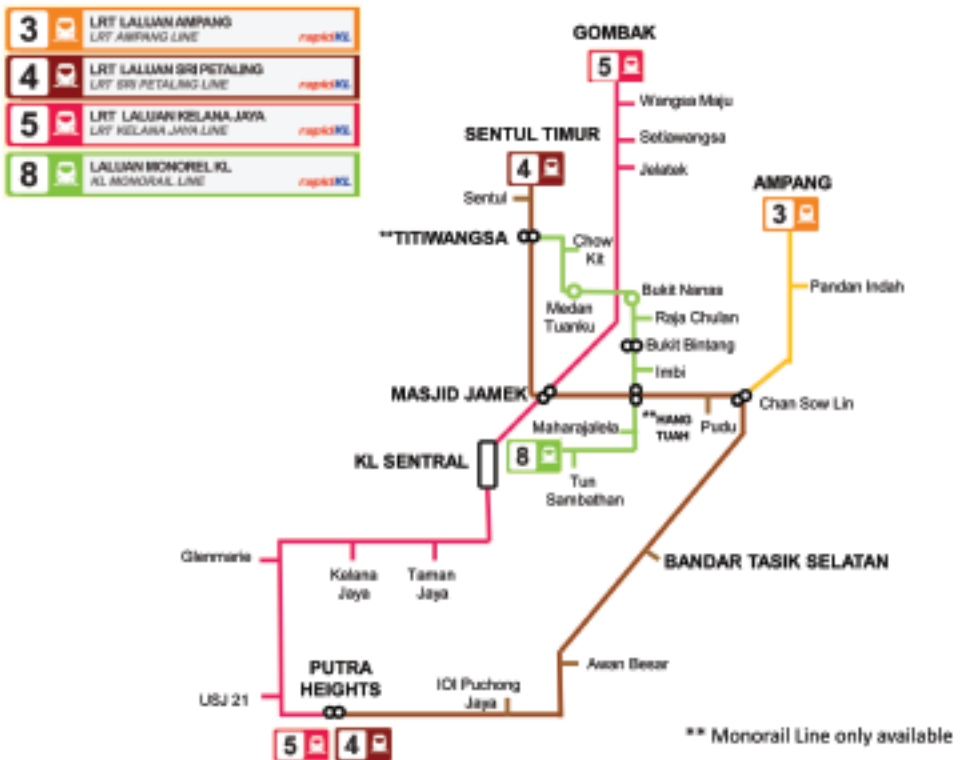 3
LRT LALUAN AMPANG
LRT AMPANG LINE
rapidKL
4
LRT LALUAN SRI PETALING
LRT SRI PETALING LINE
rapidKL
5
LRT LALUAN KELANA JAYA
LRT KELANA JAYA LINE
rapidKL
8
LALUAN MONOREL KL
KL MONORAIL LINE
rapidKL
GOMBAK
5
Wangsa Maju
Setiawangsa
Jelatek
SENTUL TIMUR
4
Sentul
**TITIWANGSA
AMPANG
3
Pandan Indah
Chow
Kit
Medan
Tuanku
Bukit Nanas
Raja Chulan
Bukit Bintang
Imbi
MASJID JAMEK
**HANG
TUAH
Pudu
Chan Sow Lin
Maharajalela
8
Tun
Sambathan
KL SENTRAL
Glenmarie
Kelana
Jaya
Taman
Jaya
BANDAR TASIK SELATAN
Awan Besar
USJ 21
PUTRA
HEIGHTS
5
4
IOI Puchong
Jaya
** Monorail Line only available